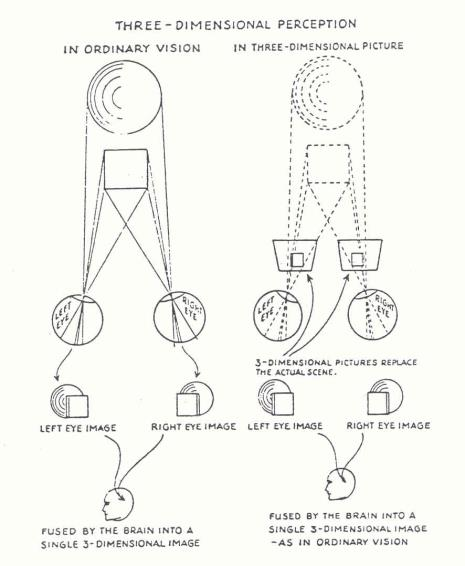 THREE-DIMENSIONAL PERCEPTION
IN ORDINARY VISION
LEFT EYE
RIGHT EYE
LEFT EYE IMAGE
RIGHT EYE IMAGE
FUSED BY THE BRAIN INTO A
SINGLE 3-DIMENSIONAL IMAGE
IN THREE-DIMENSIONAL PICTURE
LEFT EYE
RIGHT EYE
3-DIMENSIONAL PICTURES REPLACE
THE ACTUAL SCENE.
LEFT EYE IMAGE
RIGHT EYE IMAGE
FUSED BY THE BRAIN INTO A
SINGLE 3-DIMENSIONAL IMAGE
-AS IN ORDINARY VISION